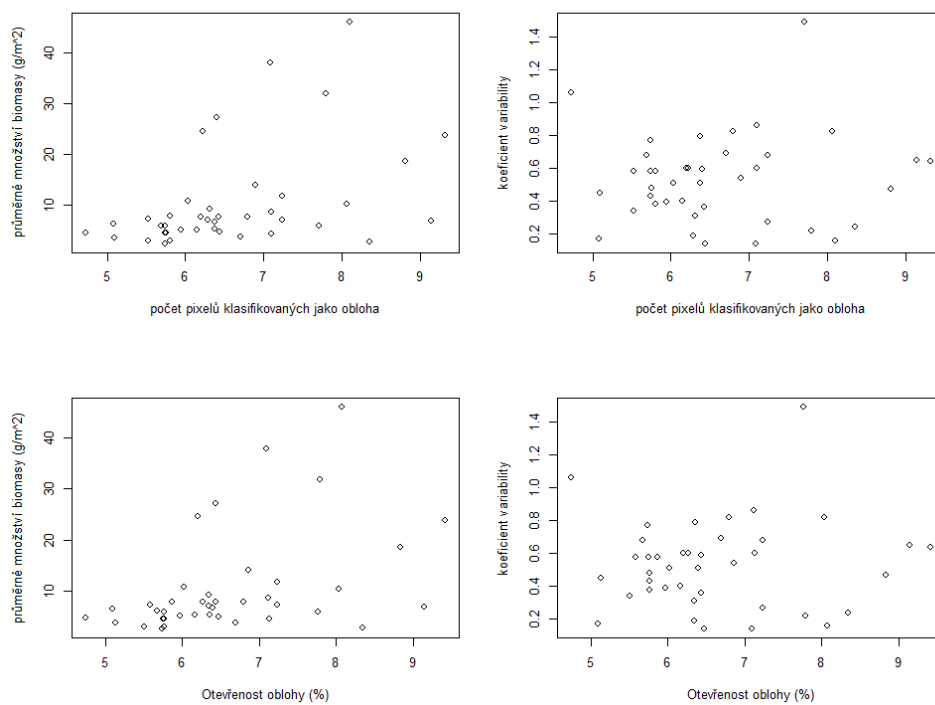 průměrné množství biomasy (g/m^2)
40
30
20
10
5 6 7 8 9
počet pixelů klasifikovaných jako obloha
koeficient variability
1.4
1.2
1.0
0.8
0.6
0.4
0.2
5 6 7 8 9
počet pixelů klasifikovaných jako obloha
průměrné množství biomasy (g/m^2)
40
30
20
10
5 6 7 8 9
Otevřenost oblohy (%)
koeficient variability
1.4
1.2
1.0
0.8
0.6
0.4
0.2
5 6 7 8 9
Otevřenost oblohy (%)